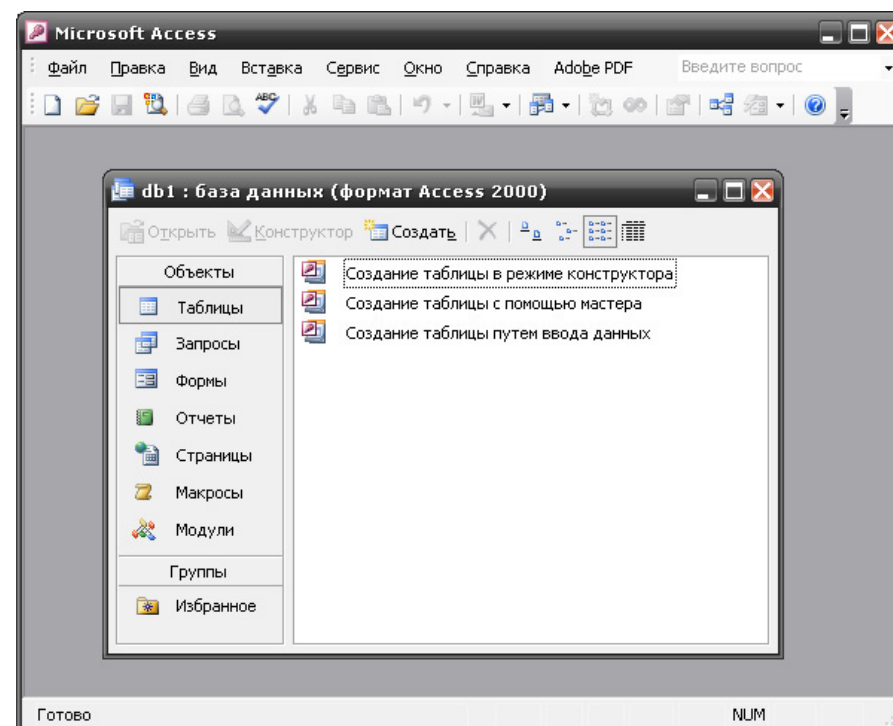 Microsoft Access
Файл Правка Вид Вставка Сервис Окно Справка Adobe PDF Введите вопрос
ABC
db1 : база данных (формат Access 2000)
Открыть Конструктор Создать
Объекты
Таблицы
Запросы
Формы
Отчеты
Страницы
Макросы
Модули
Группы
Избранное
Создание таблицы в режиме конструктора
Создание таблицы с помощью мастера
Создание таблицы путем ввода данных
Готово NUM